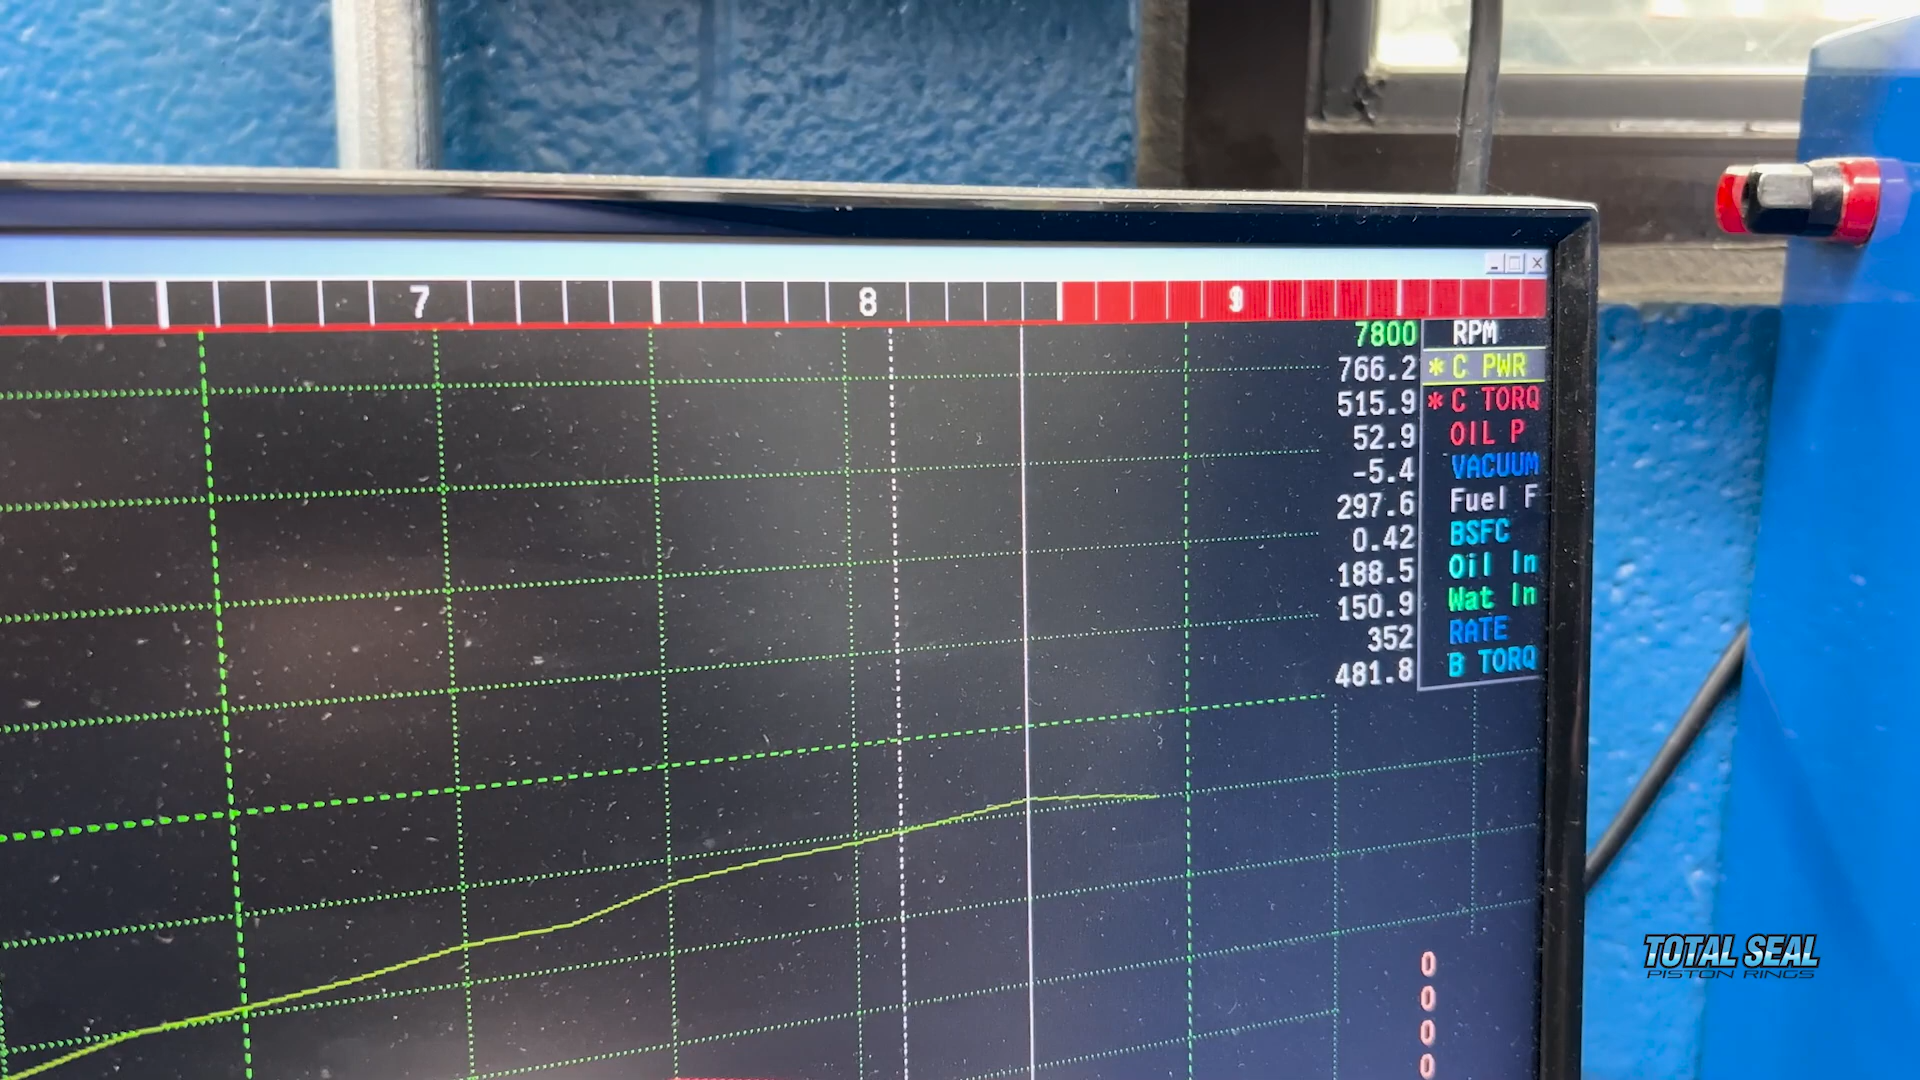 7 8 9
7800 RPM
766.2 * C PWR
515.9 * C TORQ
52.9 OIL P
-5.4 VACUUM
297.6 Fuel F
0.42 BSFC
188.5 Oil In
150.9 Wat In
352 RATE
481.8 B TORQ
0
0
0
0
TOTAL SEAL
PISTON RINGS